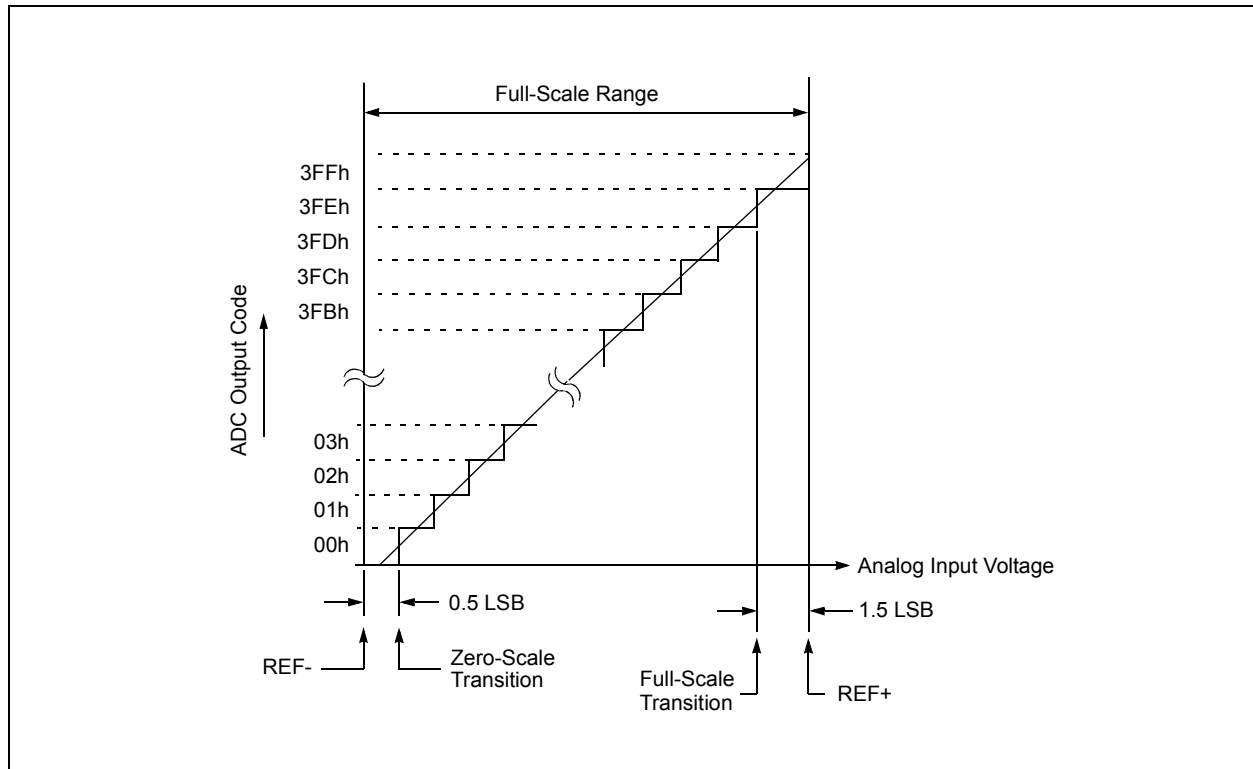 Full-Scale Range
3FFh
3FEh
3FDh
3FCh
3FBh
ADC Output Code
03h
02h
01h
00h
Analog Input Voltage
0.5 LSB
1.5 LSB
REF-
Zero-Scale
Transition
Full-Scale
Transition
REF+